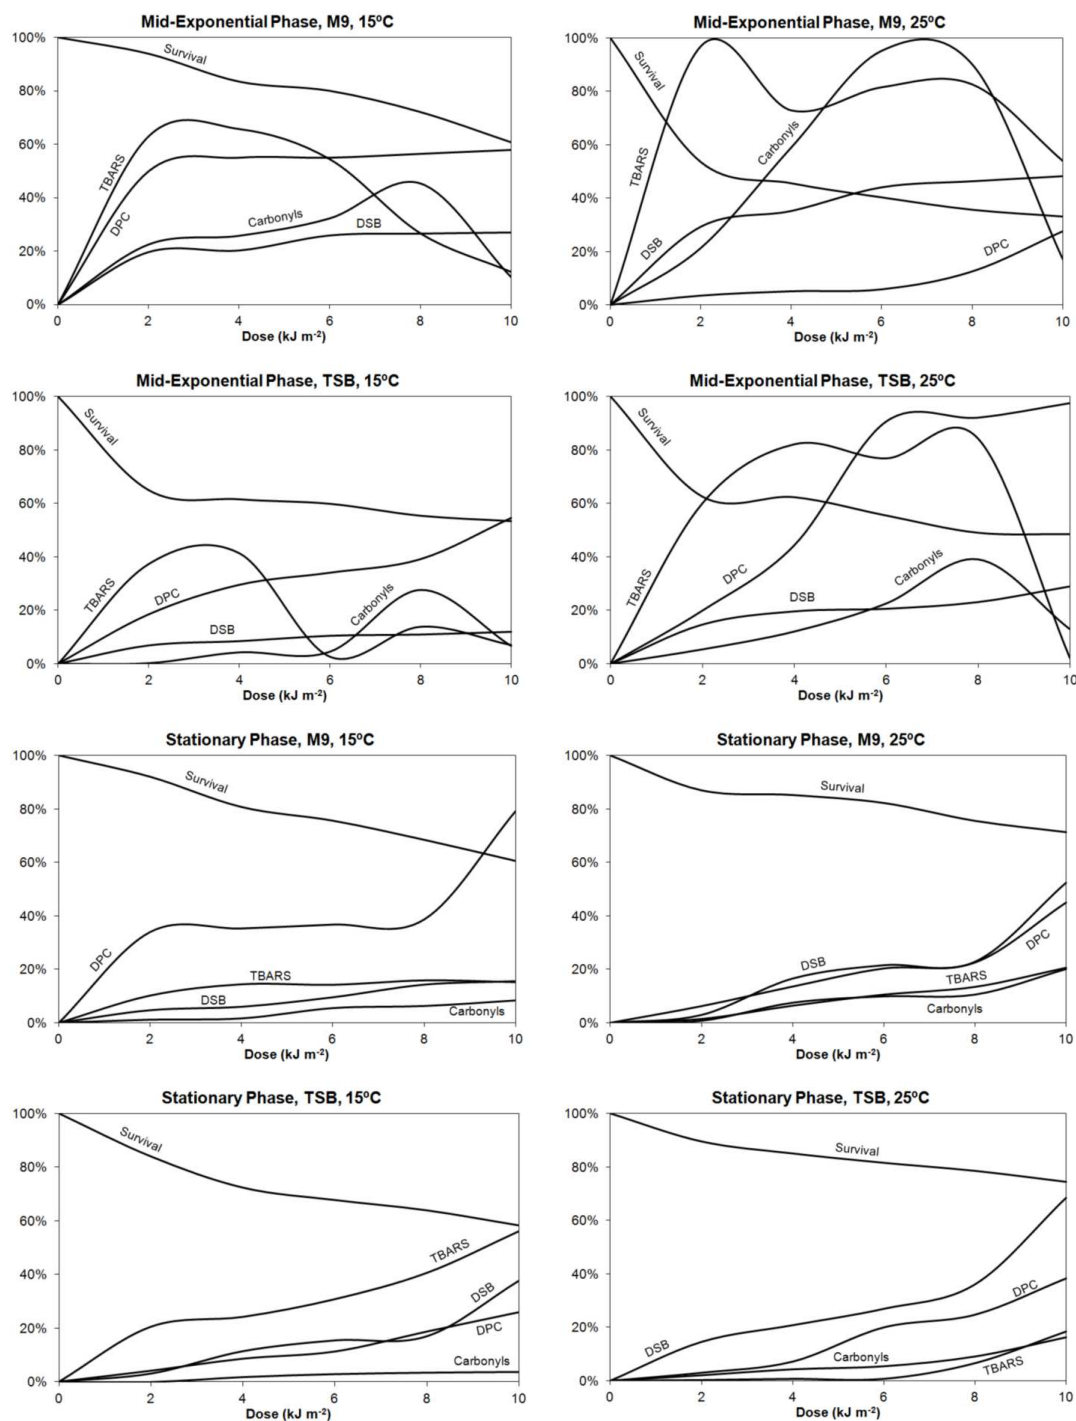 Mid-Exponential Phase, M9, 15ºC
100%
80%
60%
40%
20%
0%
Survival
TBARS
DPC
Carbonyls
DSB
0 2 4 6 8 10
Dose (kJ m-2)
Mid-Exponential Phase, M9, 25ºC
100%
80%
60%
40%
20%
0%
Survival
TBARS
Carbonyls
DSB
DPC
0 2 4 6 8 10
Dose (kJ m-2)
Mid-Exponential Phase, TSB, 15ºC
100%
80%
60%
40%
20%
0%
Survival
TBARS
DPC
Carbonyls
DSB
0 2 4 6 8 10
Dose (kJ m-2)
Mid-Exponential Phase, TSB, 25ºC
100%
80%
60%
40%
20%
0%
Survival
TBARS
DPC
Carbonyls
DSB
0 2 4 6 8 10
Dose (kJ m-2)
Stationary Phase, M9, 15ºC
100%
80%
60%
40%
20%
0%
Survival
DPC
TBARS
DSB
Carbonyls
0 2 4 6 8 10
Dose (kJ m-2)
Stationary Phase, M9, 25ºC
100%
80%
60%
40%
20%
0%
Survival
DSB
DPC
TBARS
Carbonyls
0 2 4 6 8 10
Dose (kJ m-2)
Stationary Phase, TSB, 15ºC
100%
80%
60%
40%
20%
0%
Survival
TBARS
DSB
DPC
Carbonyls
0 2 4 6 8 10
Dose (kJ m-2)
Stationary Phase, TSB, 25ºC
100%
80%
60%
40%
20%
0%
Survival
DSB
DPC
Carbonyls
TBARS
0 2 4 6 8 10
Dose (kJ m-2)